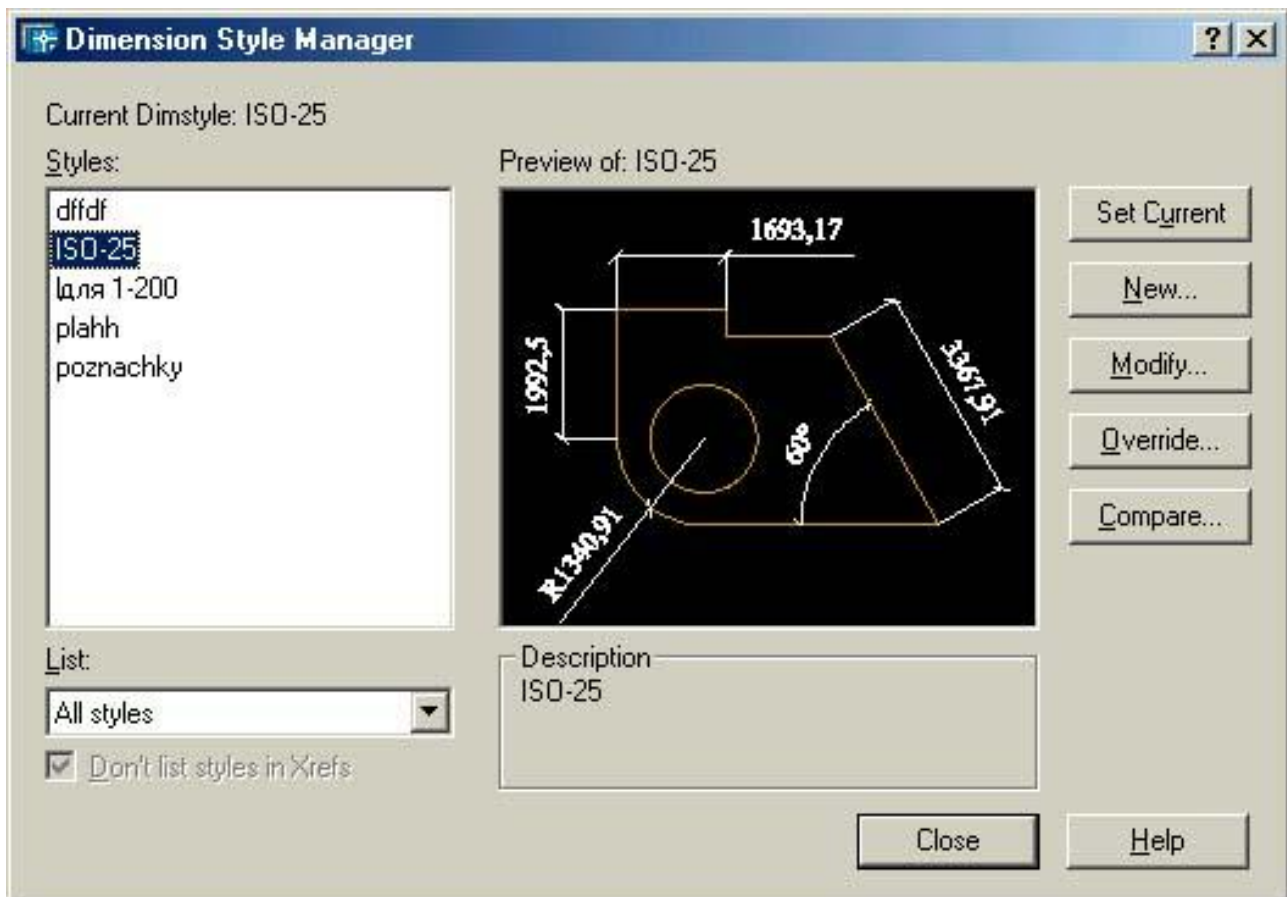 Dimension Style Manager
Current Dimstyle: ISO-25
Styles:
dffdf
ISO-25
Iдля 1-200
plahh
poznachky
List:
All styles
Don't list styles in Xrefs
Preview of: ISO-25
1693,17
1992,5
3367,91
60°
R1340,91
Description
ISO-25
Set Current
New...
Modify...
Override...
Compare...
Close
Help